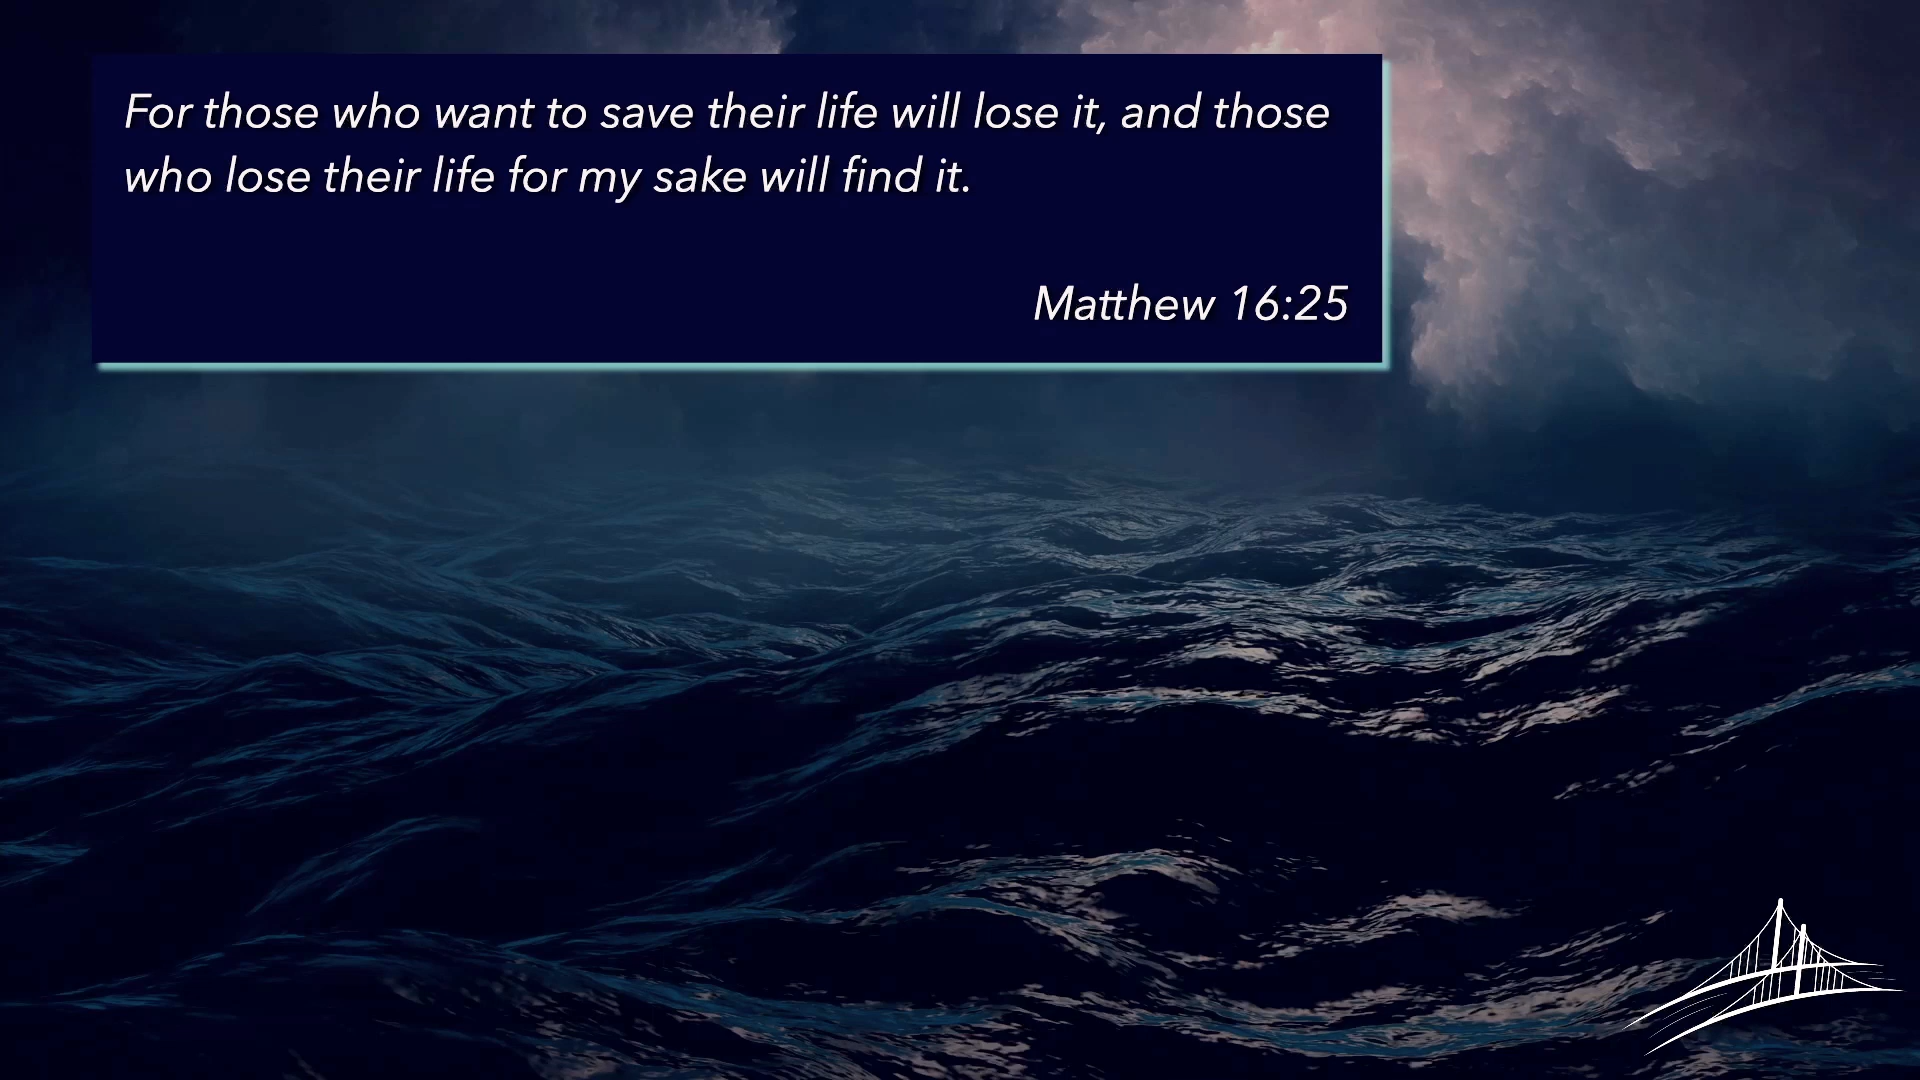 For those who want to save their life will lose it, and those
who lose their life for my sake will find it.
Matthew 16:25